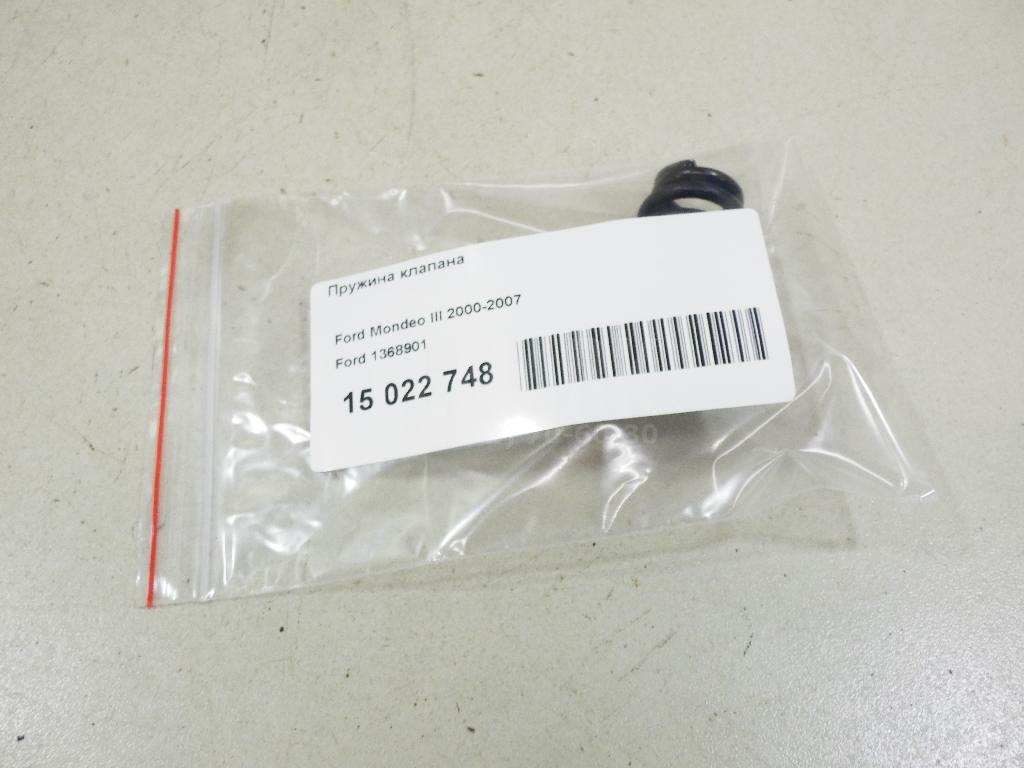 Пружина клапана
Ford Mondeo III 2000-2007
Ford 1368901
15 022 748